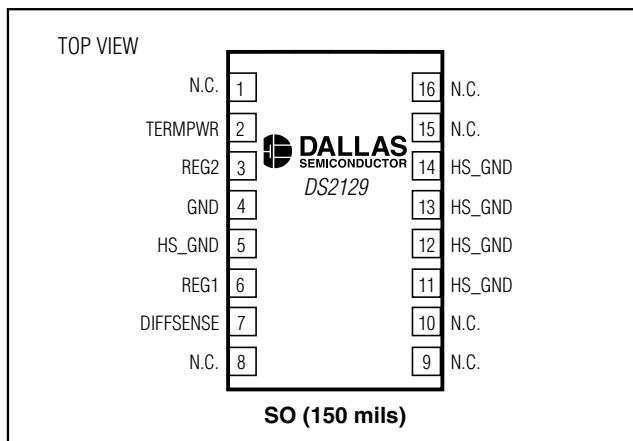 TOP VIEW
N.C. 1 16 N.C.
TERMPWR 2 15 N.C.
DALLAS
SEMICONDUCTOR
REG2 3 14 HS_GND
DS2129
GND 4 13 HS_GND
HS_GND 5 12 HS_GND
REG1 6 11 HS_GND
DIFFSENSE 7 10 N.C.
N.C. 8 9 N.C.
SO (150 mils)